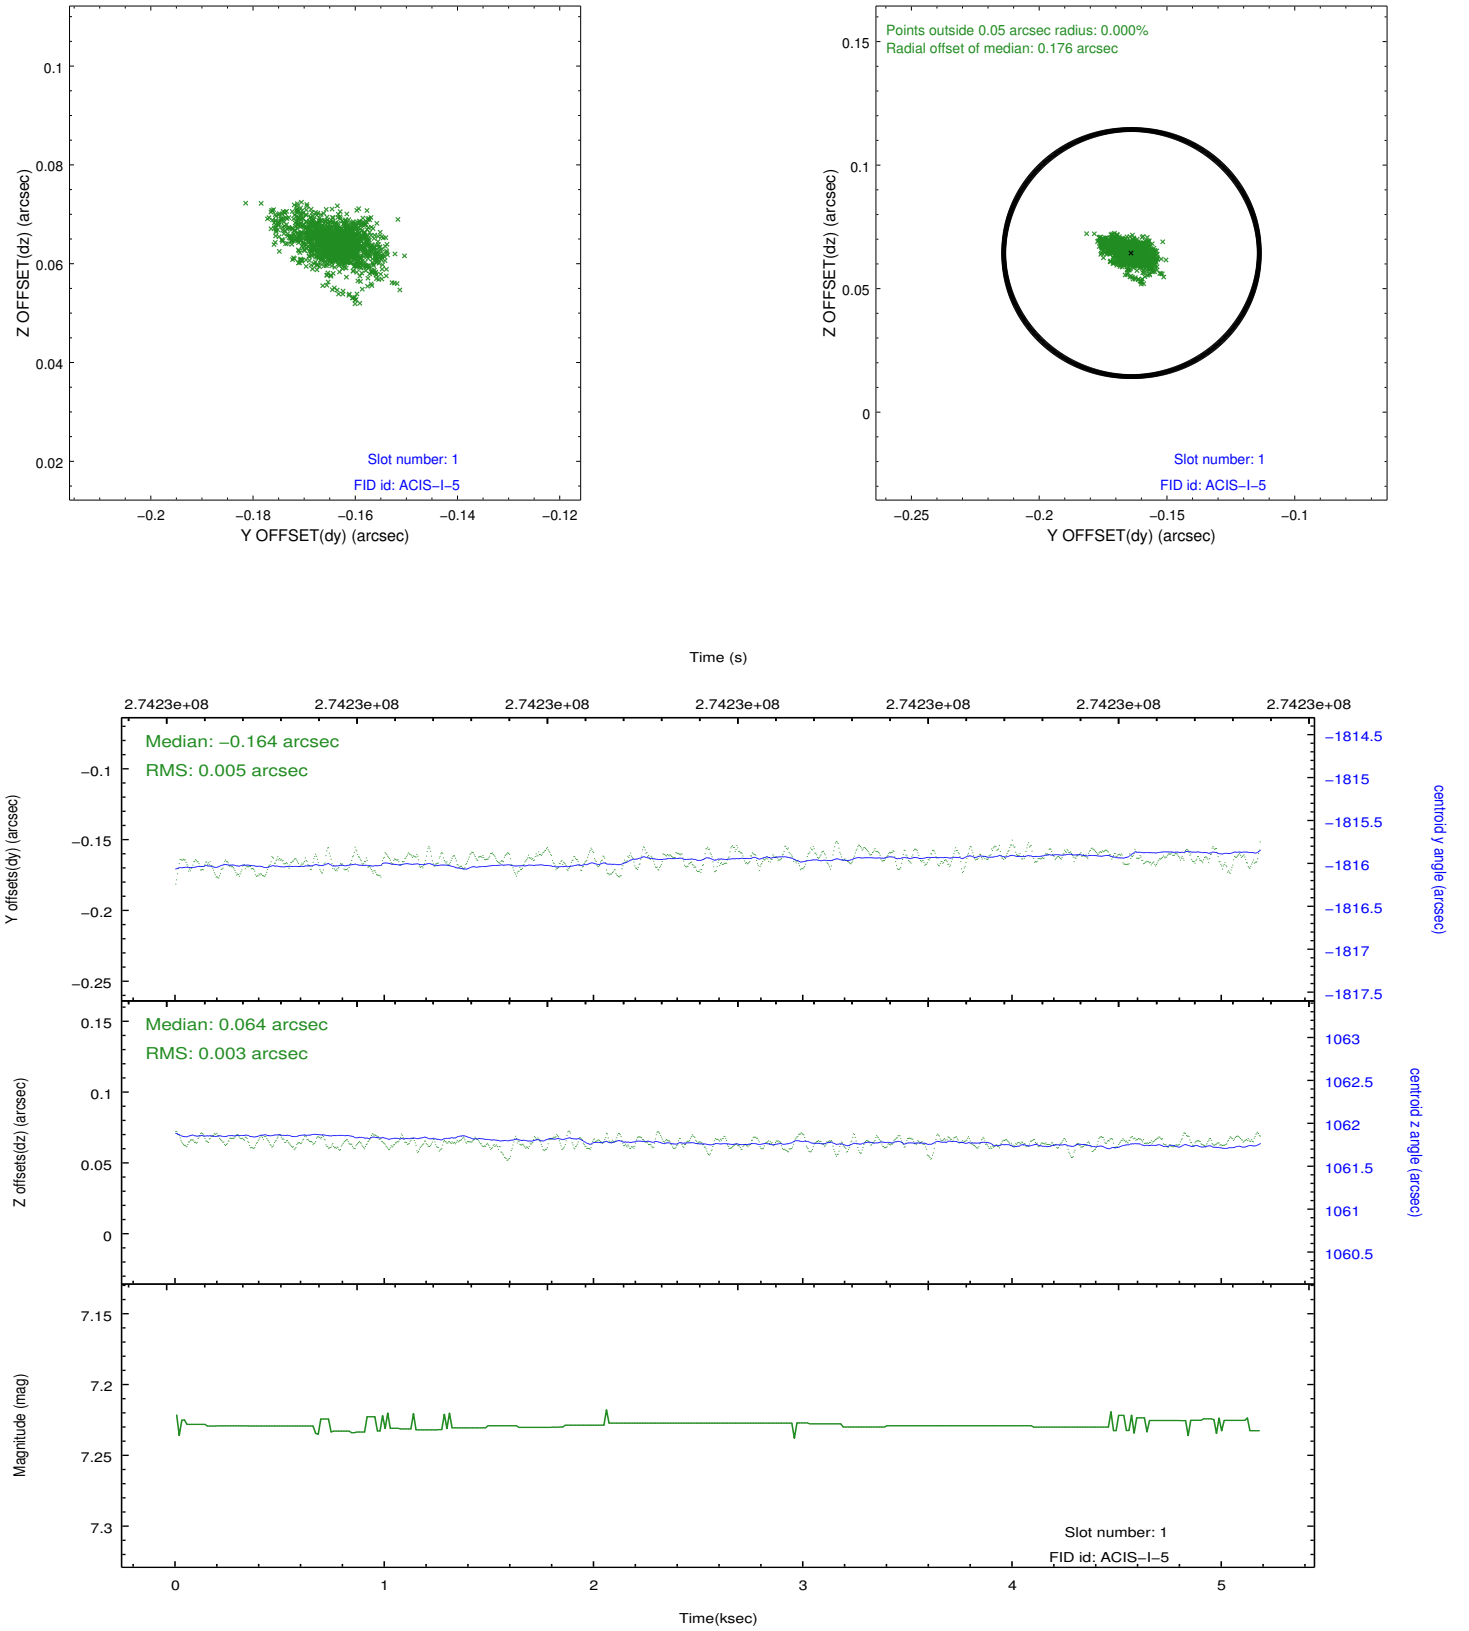 0.1
0.08
0.06
0.04
0.02
Z OFFSET(dz) (arcsec)
Slot number: 1
FID id: ACIS−I−5
−0.2 −0.18 −0.16 −0.14 −0.12
Y OFFSET(dy) (arcsec)
Points outside 0.05 arcsec radius: 0.000%
Radial offset of median: 0.176 arcsec
0.15
0.1
0.05
0
Z OFFSET(dz) (arcsec)
Slot number: 1
FID id: ACIS−I−5
−0.25 −0.2 −0.15 −0.1
Y OFFSET(dy) (arcsec)
Time (s)
2.7423e+08 2.7423e+08 2.7423e+08 2.7423e+08 2.7423e+08 2.7423e+08 2.7423e+08
Median: −0.164 arcsec
RMS: 0.005 arcsec
−0.1
−0.15
−0.2
−0.25
Y offsets(dy) (arcsec)
−1814.5
−1815
−1815.5
−1816
−1816.5
−1817
−1817.5
centroid y angle (arcsec)
Median: 0.064 arcsec
RMS: 0.003 arcsec
0.15
0.1
0.05
0
Z offsets(dz) (arcsec)
1063
1062.5
1062
1061.5
1061
1060.5
centroid z angle (arcsec)
7.15
7.2
7.25
7.3
Magnitude (mag)
Slot number: 1
FID id: ACIS−I−5
0 1 2 3 4 5
Time(ksec)